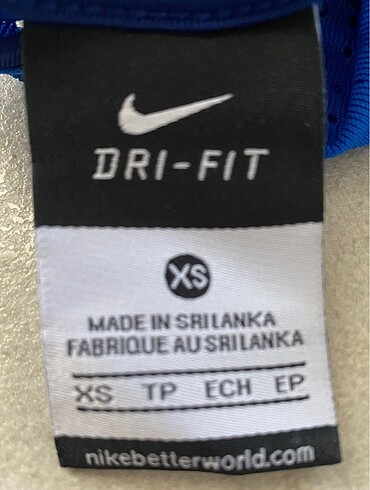 DRI-FIT
XS
MADE IN SRI LANKA
FABRIQUE AU SRI LANKA
XS TP ECH EP
nikebetterworld.com